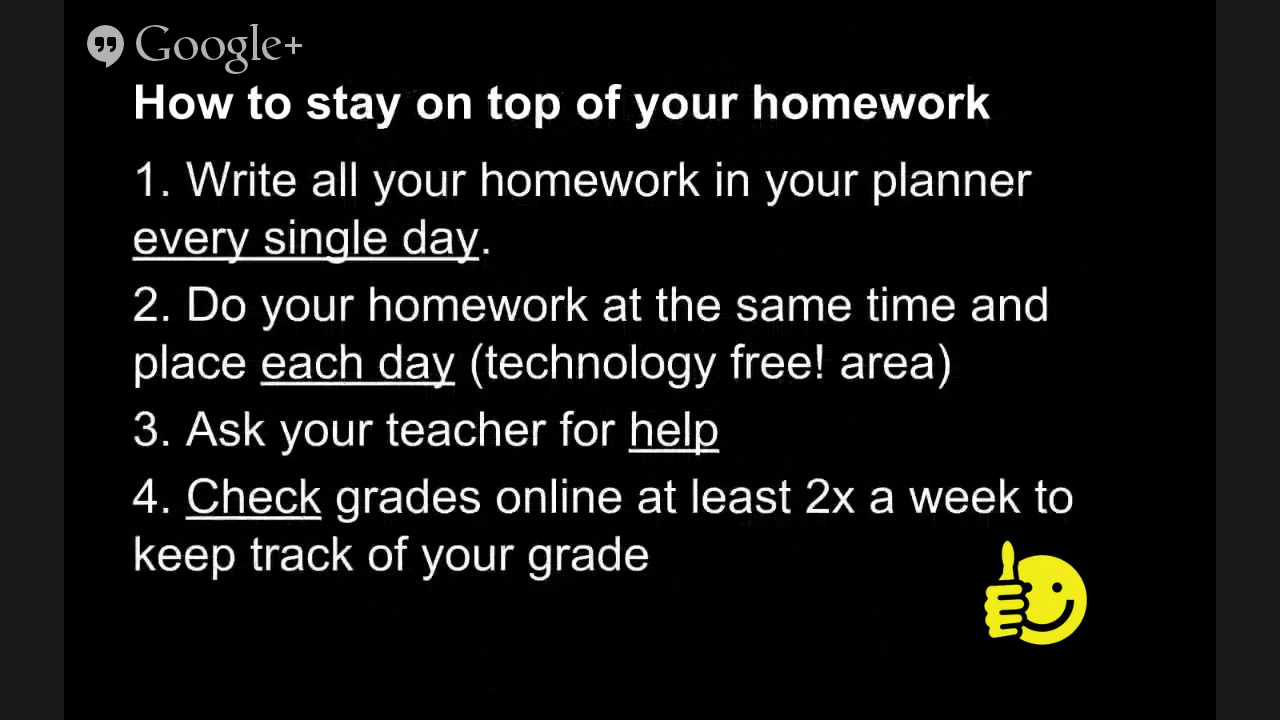 Google+
How to stay on top of your homework
1. Write all your homework in your planner
every single day.
2. Do your homework at the same time and
place each day (technology free! area)
3. Ask your teacher for help
4. Check grades online at least 2x a week to
keep track of your grade